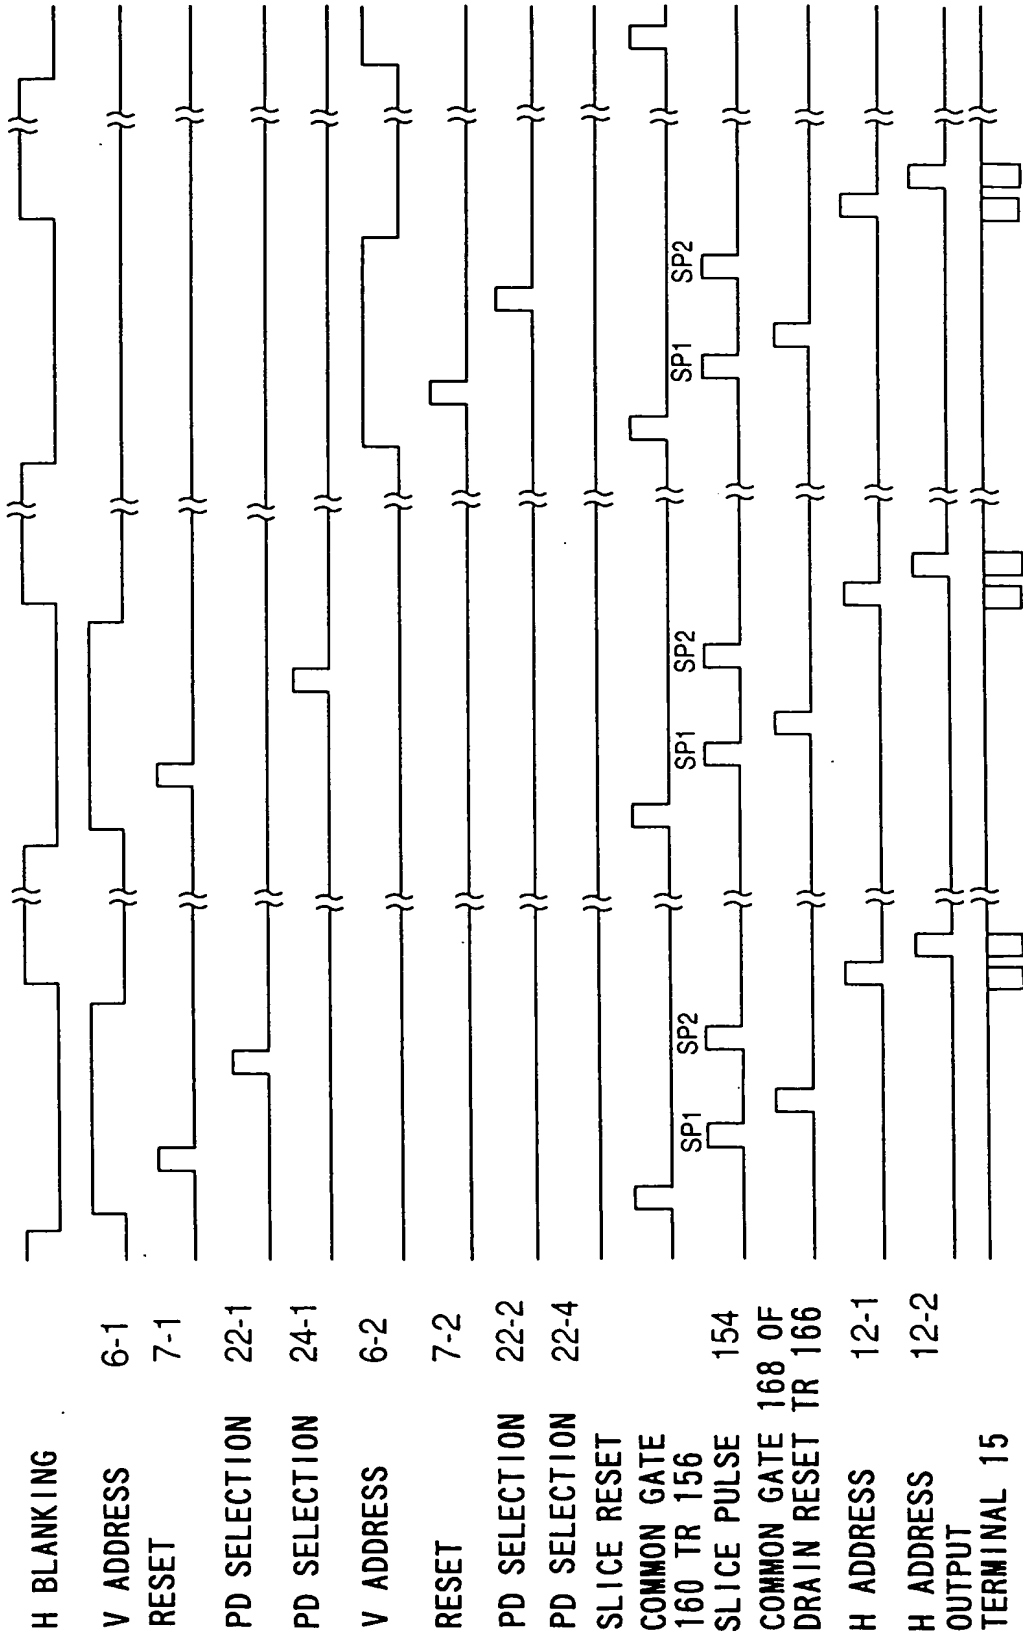 H BLANKING
V ADDRESS 6-1
RESET 7-1
PD SELECTION 22-1
PD SELECTION 24-1
V ADDRESS 6-2
RESET 7-2
PD SELECTION 22-2
PD SELECTION 22-4
SLICE RESET
COMMON GATE
160 TR 156
SLICE PULSE 154
COMMON GATE 168 OF
DRAIN RESET TR 166
H ADDRESS 12-1
H ADDRESS 12-2
OUTPUT
TERMINAL 15
SP1 SP2 SP1 SP2 SP1 SP2